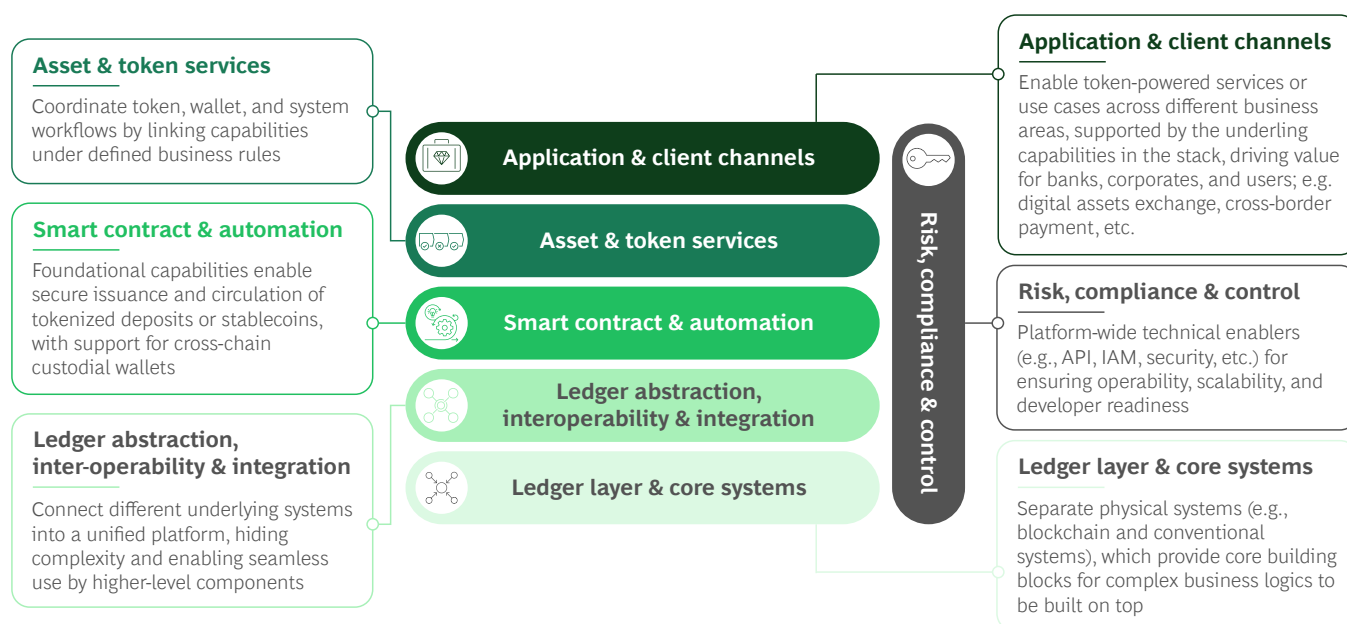 Asset & token services
Coordinate token, wallet, and system
workflows by linking capabilities
under defined business rules
Smart contract & automation
Foundational capabilities enable
secure issuance and circulation of
tokenized deposits or stablecoins,
with support for cross-chain
custodial wallets
Ledger abstraction,
inter-operability & integration
Connect different underlying systems
into a unified platform, hiding
complexity and enabling seamless
use by higher-level components
Application & client channels
Asset & token services
Smart contract & automation
Ledger abstraction,
interoperability & integration
Ledger layer & core systems
Risk, compliance & control
Application & client channels
Enable token-powered services or
use cases across different business
areas, supported by the underling
capabilities in the stack, driving value
for banks, corporates, and users; e.g.
digital assets exchange, cross-border
payment, etc.
Risk, compliance & control
Platform-wide technical enablers
(e.g., API, IAM, security, etc.) for
ensuring operability, scalability, and
developer readiness
Ledger layer & core systems
Separate physical systems (e.g.,
blockchain and conventional
systems), which provide core building
blocks for complex business logics to
be built on top